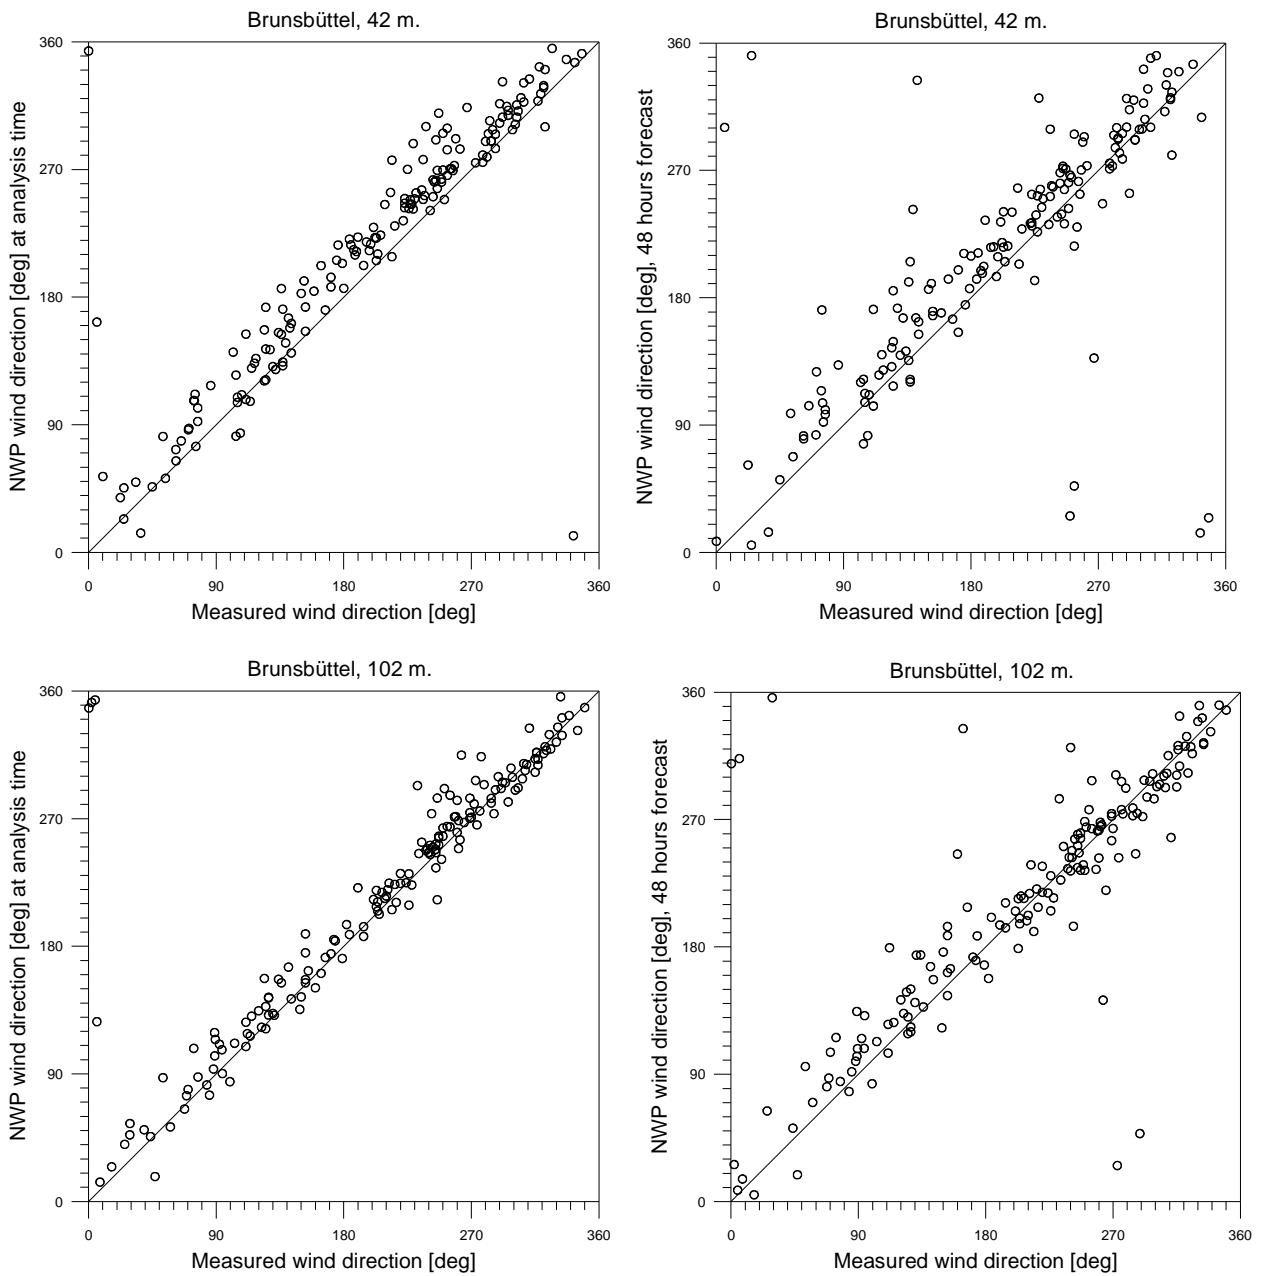 Brunsbüttel, 42 m.
NWP wind direction [deg] at analysis time
360
270
180
90
0
0 90 180 270 360
Measured wind direction [deg]
Brunsbüttel, 42 m.
NWP wind direction [deg], 48 hours forecast
360
270
180
90
0
0 90 180 270 360
Measured wind direction [deg]
Brunsbüttel, 102 m.
NWP wind direction [deg] at analysis time
360
270
180
90
0
0 90 180 270 360
Measured wind direction [deg]
Brunsbüttel, 102 m.
NWP wind direction [deg], 48 hours forecast
360
270
180
90
0
0 90 180 270 360
Measured wind direction [deg]